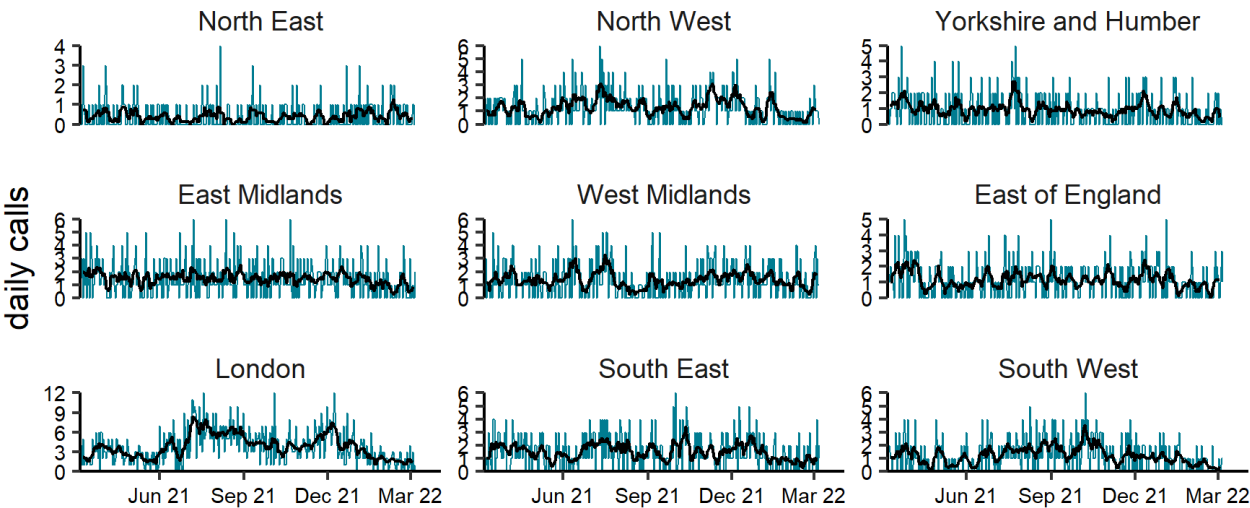 North East North West Yorkshire and Humber
4 3 2 1 0
6 5 4 3 2 1 0
5 4 3 2 1 0
daily calls
East Midlands West Midlands East of England
6 5 4 3 2 1 0
6 5 4 3 2 1 0
5 4 3 2 1 0
London South East South West
12 9 6 3 0
6 5 4 3 2 1 0
6 5 4 3 2 1 0
Jun 21 Sep 21 Dec 21 Mar 22 Jun 21 Sep 21 Dec 21 Mar 22 Jun 21 Sep 21 Dec 21 Mar 22